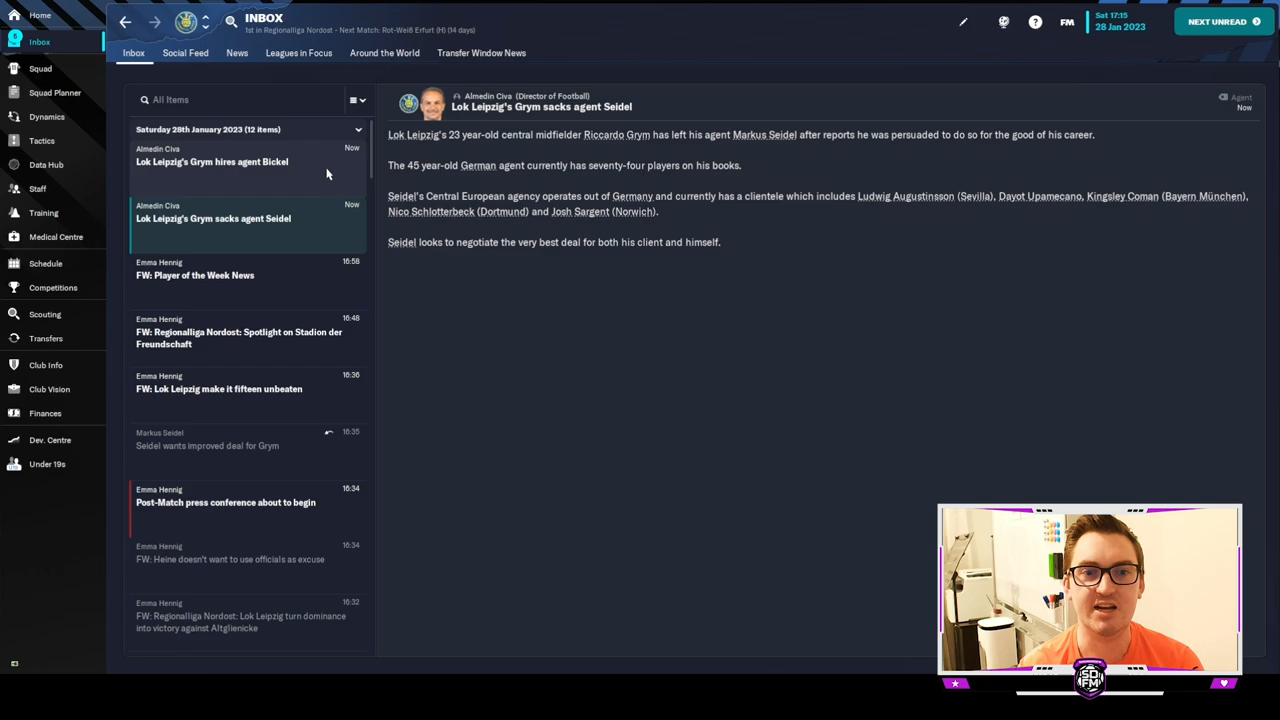 Home
Inbox
Squad
Squad Planner
Dynamics
Tactics
Data Hub
Staff
Training
Medical Centre
Schedule
Competitions
Scouting
Transfers
Club Info
Club Vision
Finances
Dev. Centre
Under 19s
INBOX
1st in Regionalliga Nordost - Next Match: Rot-Weiß Erfurt (H) (14 days)
FM
Sat 17:15
28 Jan 2023
NEXT UNREAD
Inbox
Social Feed
News
Leagues in Focus
Around the World
Transfer Window News
All Items
Saturday 28th January 2023 (12 items)
Almedin Civa
Now
Lok Leipzig's Grym hires agent Bickel
Almedin Civa
Now
Lok Leipzig's Grym sacks agent Seidel
Emma Hennig
16:58
FW: Player of the Week News
Emma Hennig
16:48
FW: Regionalliga Nordost: Spotlight on Stadion der
Freundschaft
Emma Hennig
16:36
FW: Lok Leipzig make it fifteen unbeaten
Markus Seidel
16:35
Seidel wants improved deal for Grym
Emma Hennig
16:34
Post-Match press conference about to begin
Emma Hennig
16:34
FW: Heine doesn't want to use officials as excuse
Emma Hennig
16:32
FW: Regionalliga Nordost: Lok Leipzig turn dominance
into victory against Altglienicke
Almedin Civa (Director of Football)
Lok Leipzig's Grym sacks agent Seidel
Agent
Now
Lok Leipzig's 23 year-old central midfielder Riccardo Grym has left his agent Markus Seidel after reports he was persuaded to do so for the good of his career.
The 45 year-old German agent currently has seventy-four players on his books.
Seidel's Central European agency operates out of Germany and currently has a clientele which includes Ludwig Augustinsson (Sevilla), Dayot Upamecano, Kingsley Coman (Bayern München),
Nico Schlotterbeck (Dortmund) and Josh Sargent (Norwich).
Seidel looks to negotiate the very best deal for both his client and himself.
SD
FM